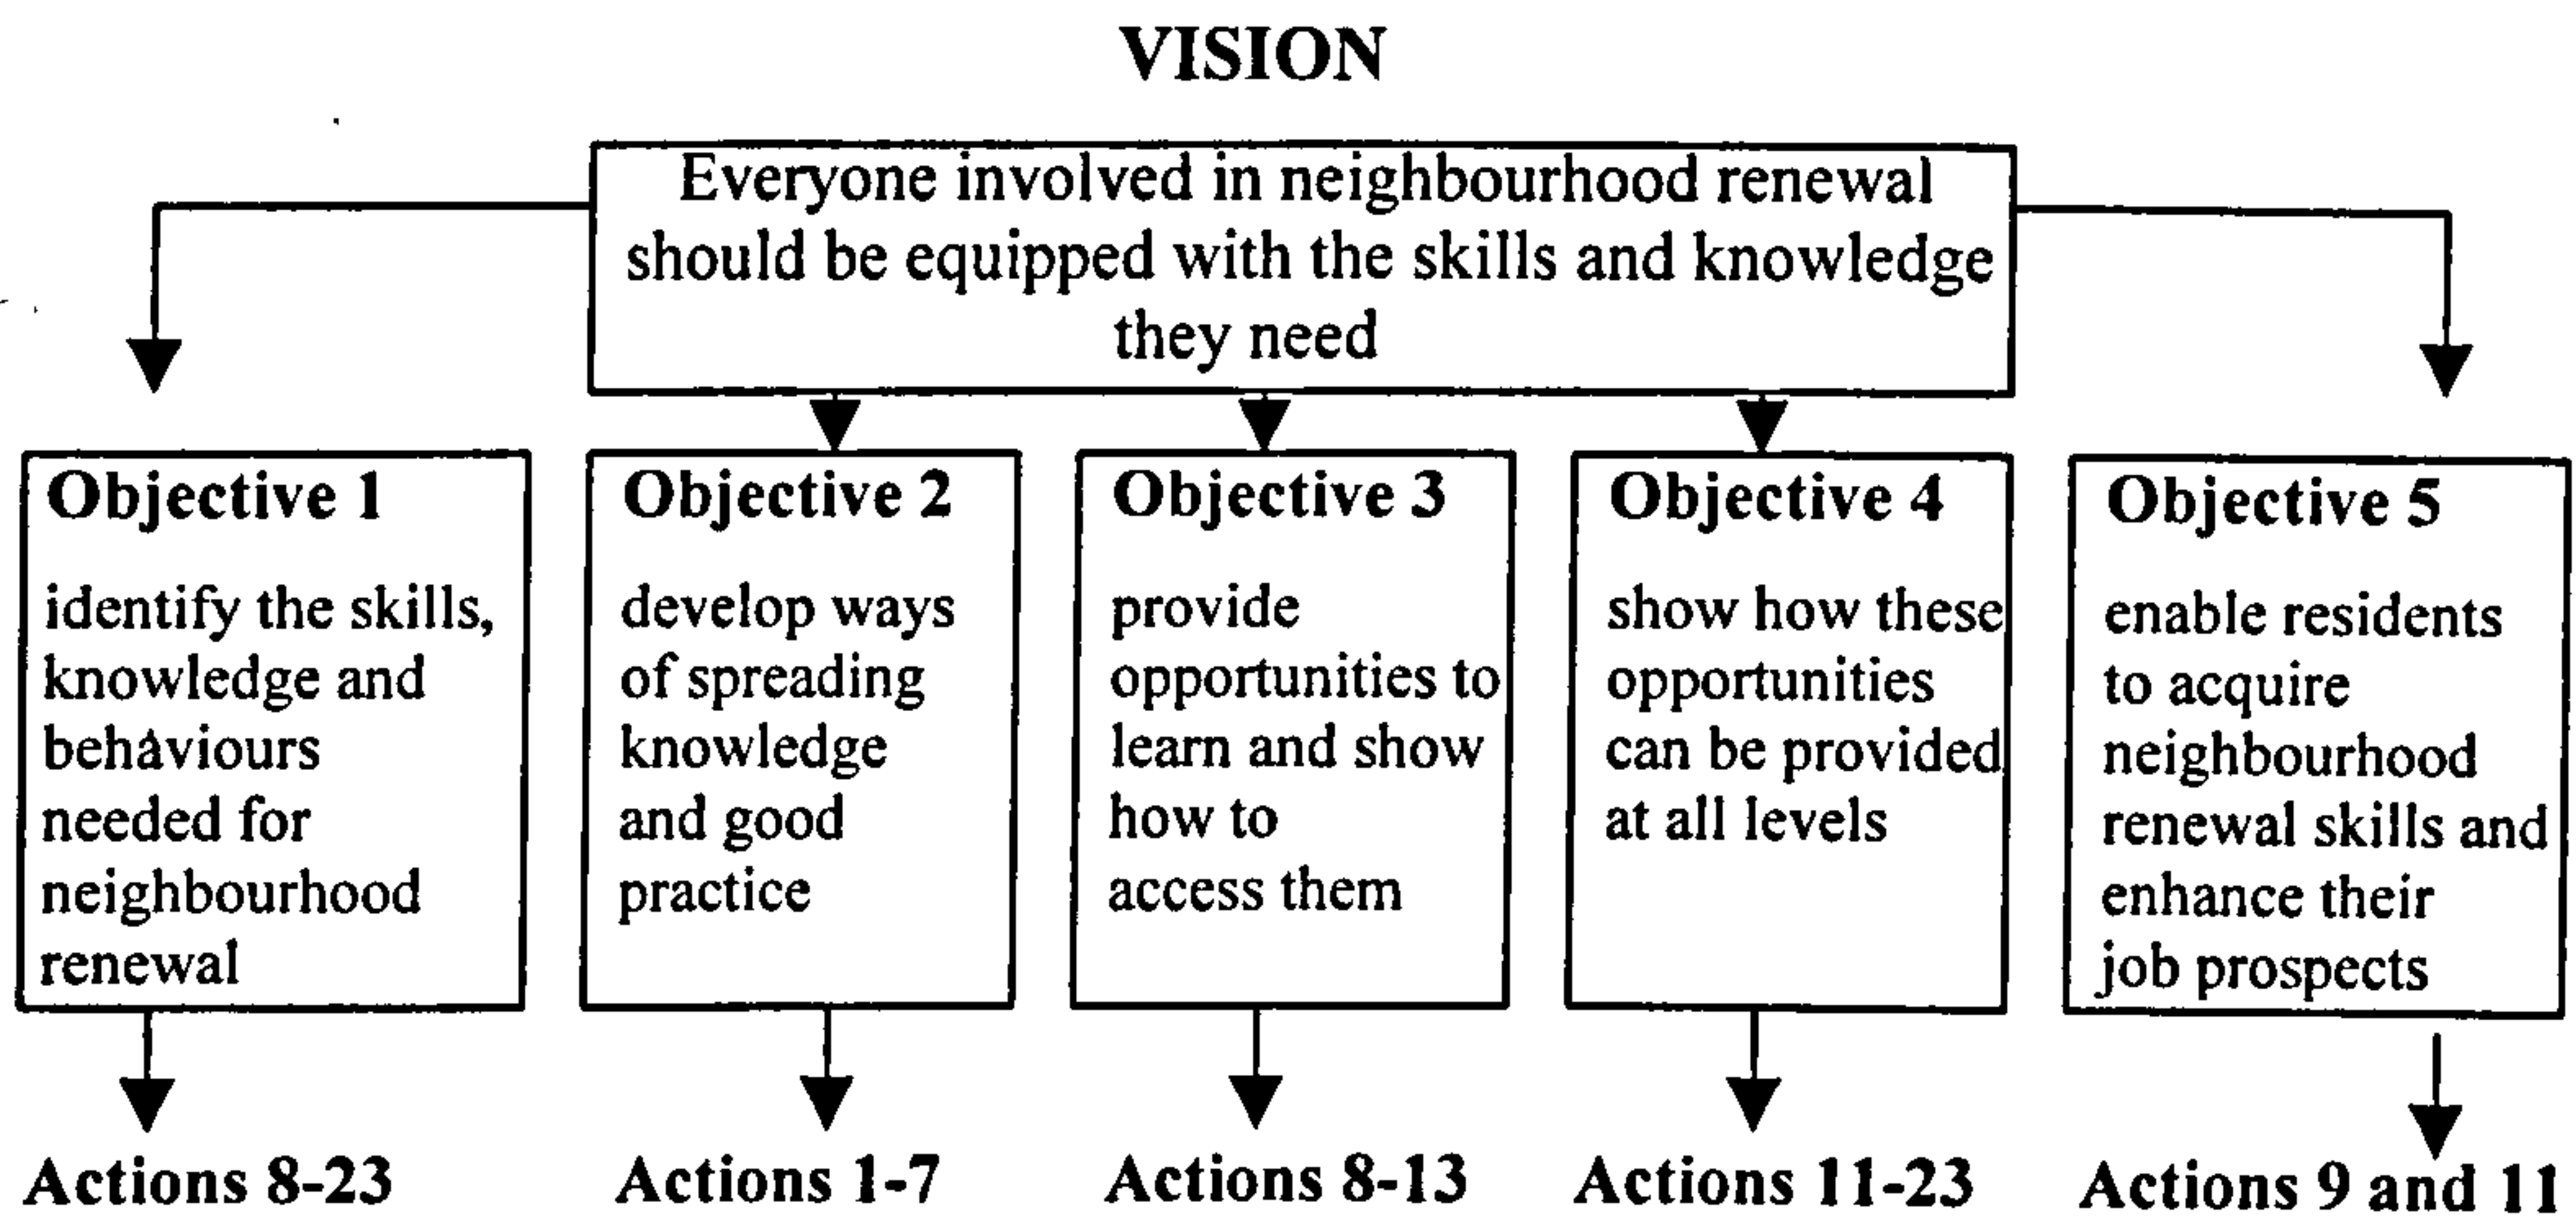 VISION
Everyone involved in neighbourhood renewal
should be equipped with the skills and knowledge
they need
Objective 1
identify the skills,
knowledge and
behaviours
needed for
neighbourhood
renewal
Actions 8-23
Objective 2
develop ways
of spreading
knowledge
and good
practice
Actions 1-7
Objective 3
provide
opportunities to
learn and show
how to
access them
Actions 8-13
Objective 4
show how these
opportunities
can be provided
at all levels
Actions 11-23
Objective 5
enable residents
to acquire
neighbourhood
renewal skills and
enhance their
job prospects
Actions 9 and 11